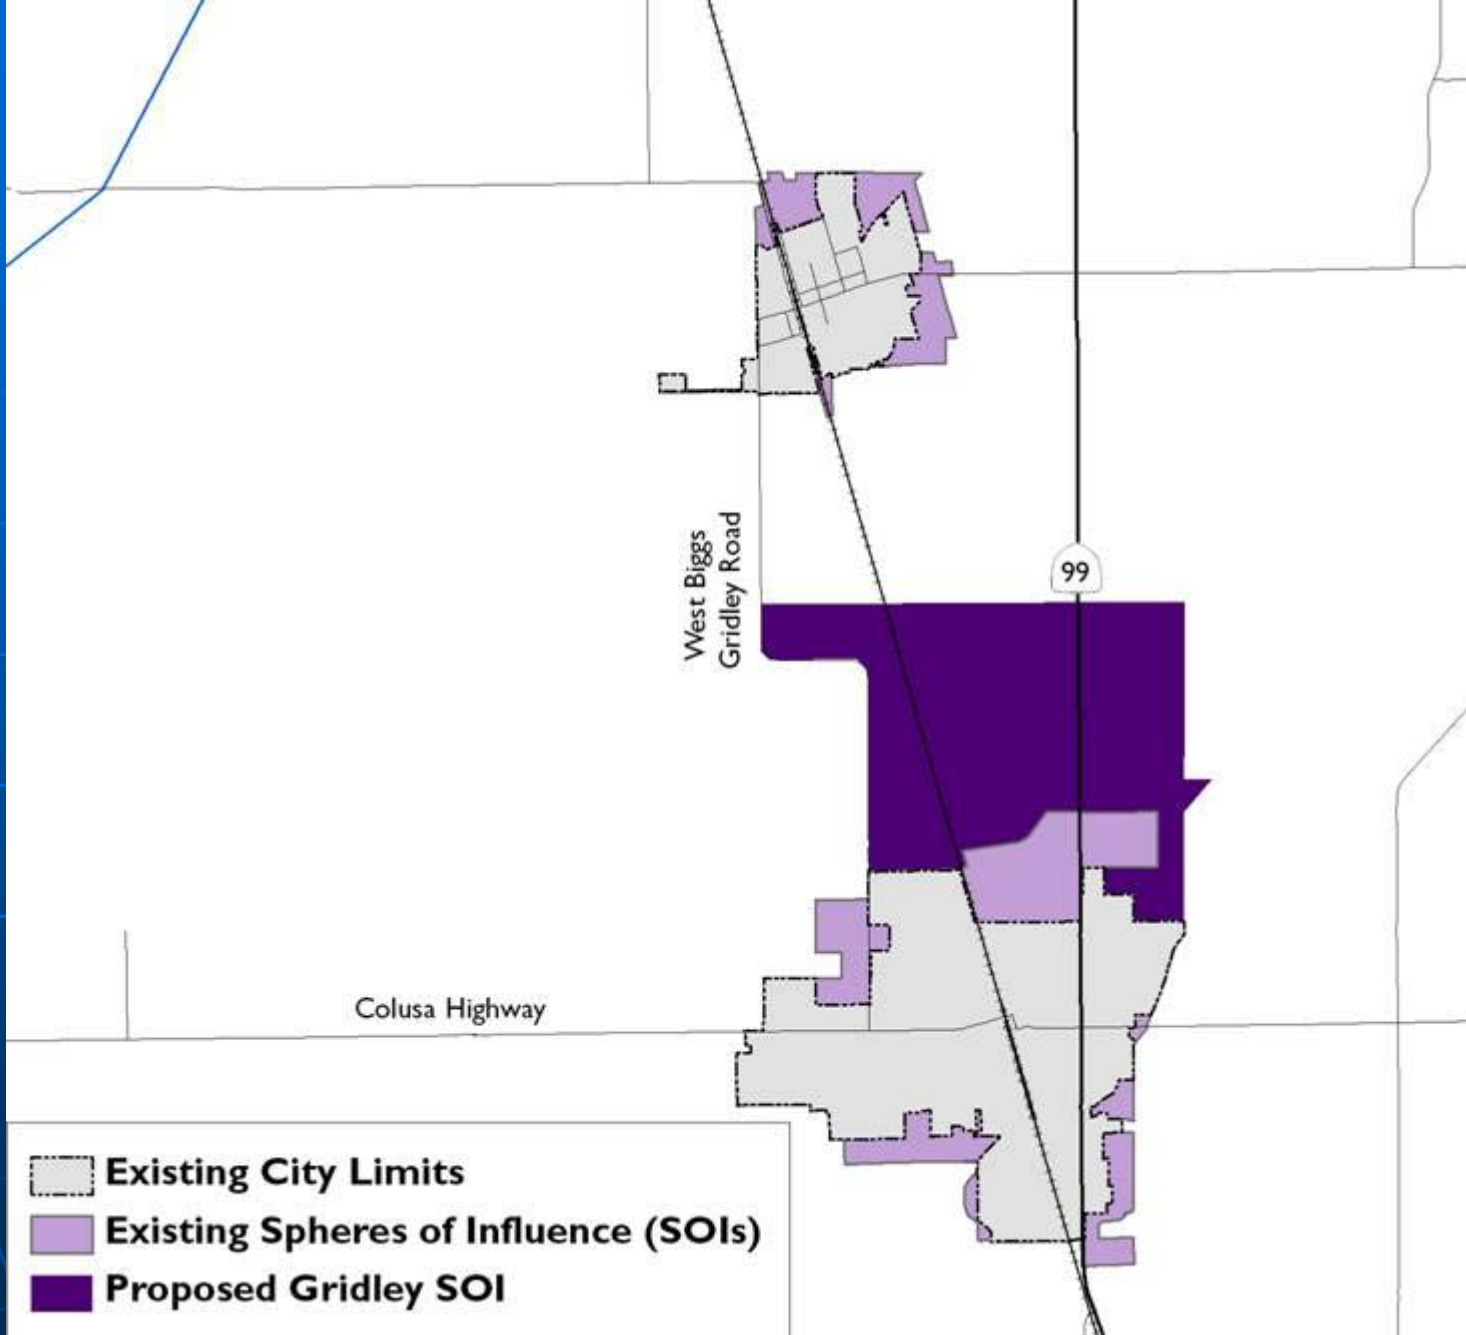 West Biggs
Gridley Road
99
Colusa Highway
Existing City Limits
Existing Spheres of Influence (SOIs)
Proposed Gridley SOI